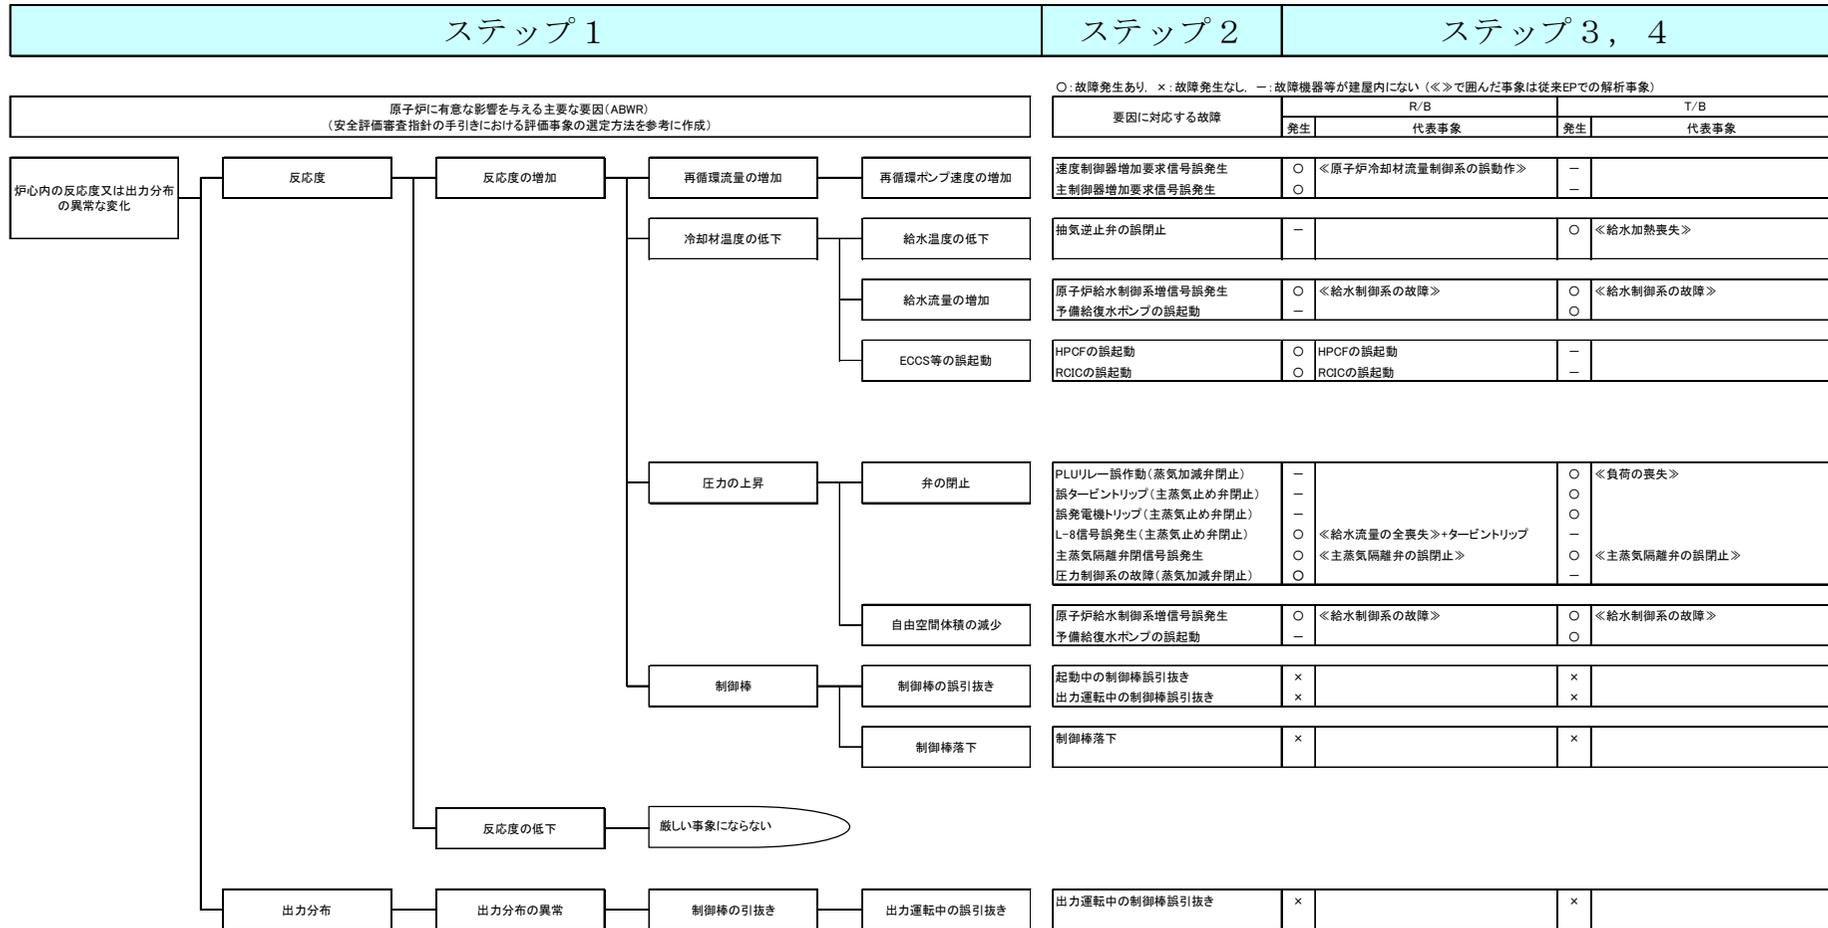 ステップ１
ステップ２
ステップ３，４
○：故障発生あり，×：故障発生なし，－：故障機器等が建屋内にない（≪≫で囲んだ事象は従来EPでの解析事象）
原子炉に有意な影響を与える主要な要因（ABWR）
（安全評価審査指針の手引きにおける評価事象の選定方法を参考に作成）
要因に対応する故障
R/B
T/B
発生
代表事象
発生
代表事象
炉心内の反応度又は出力分布
の異常な変化
反応度
反応度の増加
再循環流量の増加
再循環ポンプ速度の増加
速度制御器増加要求信号誤発生 ○ ≪原子炉冷却材流量制御系の誤動作≫ －
主制御器増加要求信号誤発生 ○ －
冷却材温度の低下
給水温度の低下
抽気逆止弁の誤閉止 － ○ ≪給水加熱喪失≫
給水流量の増加
原子炉給水制御系増信号誤発生 ○ ≪給水制御系の故障≫ ○ ≪給水制御系の故障≫
予備給復水ポンプの誤起動 － ○
ECCS等の誤起動
HPCFの誤起動 ○ HPCFの誤起動 －
RCICの誤起動 ○ RCICの誤起動 －
圧力の上昇
弁の閉止
PLUリレー誤作動（蒸気加減弁閉止） － ○ ≪負荷の喪失≫
誤タービントリップ（主蒸気止め弁閉止） － ○
誤発電機トリップ（主蒸気止め弁閉止） － ○
L-8信号誤発生（主蒸気止め弁閉止） ○ ≪給水流量の全喪失≫+タービントリップ －
主蒸気隔離弁閉信号誤発生 ○ ≪主蒸気隔離弁の誤閉止≫ ○ ≪主蒸気隔離弁の誤閉止≫
圧力制御系の故障（蒸気加減弁閉止） ○ －
自由空間体積の減少
原子炉給水制御系増信号誤発生 ○ ≪給水制御系の故障≫ ○ ≪給水制御系の故障≫
予備給復水ポンプの誤起動 － ○
制御棒
制御棒の誤引抜き
起動中の制御棒誤引抜き × ×
出力運転中の制御棒誤引抜き × ×
制御棒落下
制御棒落下 × ×
反応度の低下
厳しい事象にならない
出力分布
出力分布の異常
制御棒の引抜き
出力運転中の誤引抜き
出力運転中の制御棒誤引抜き × ×